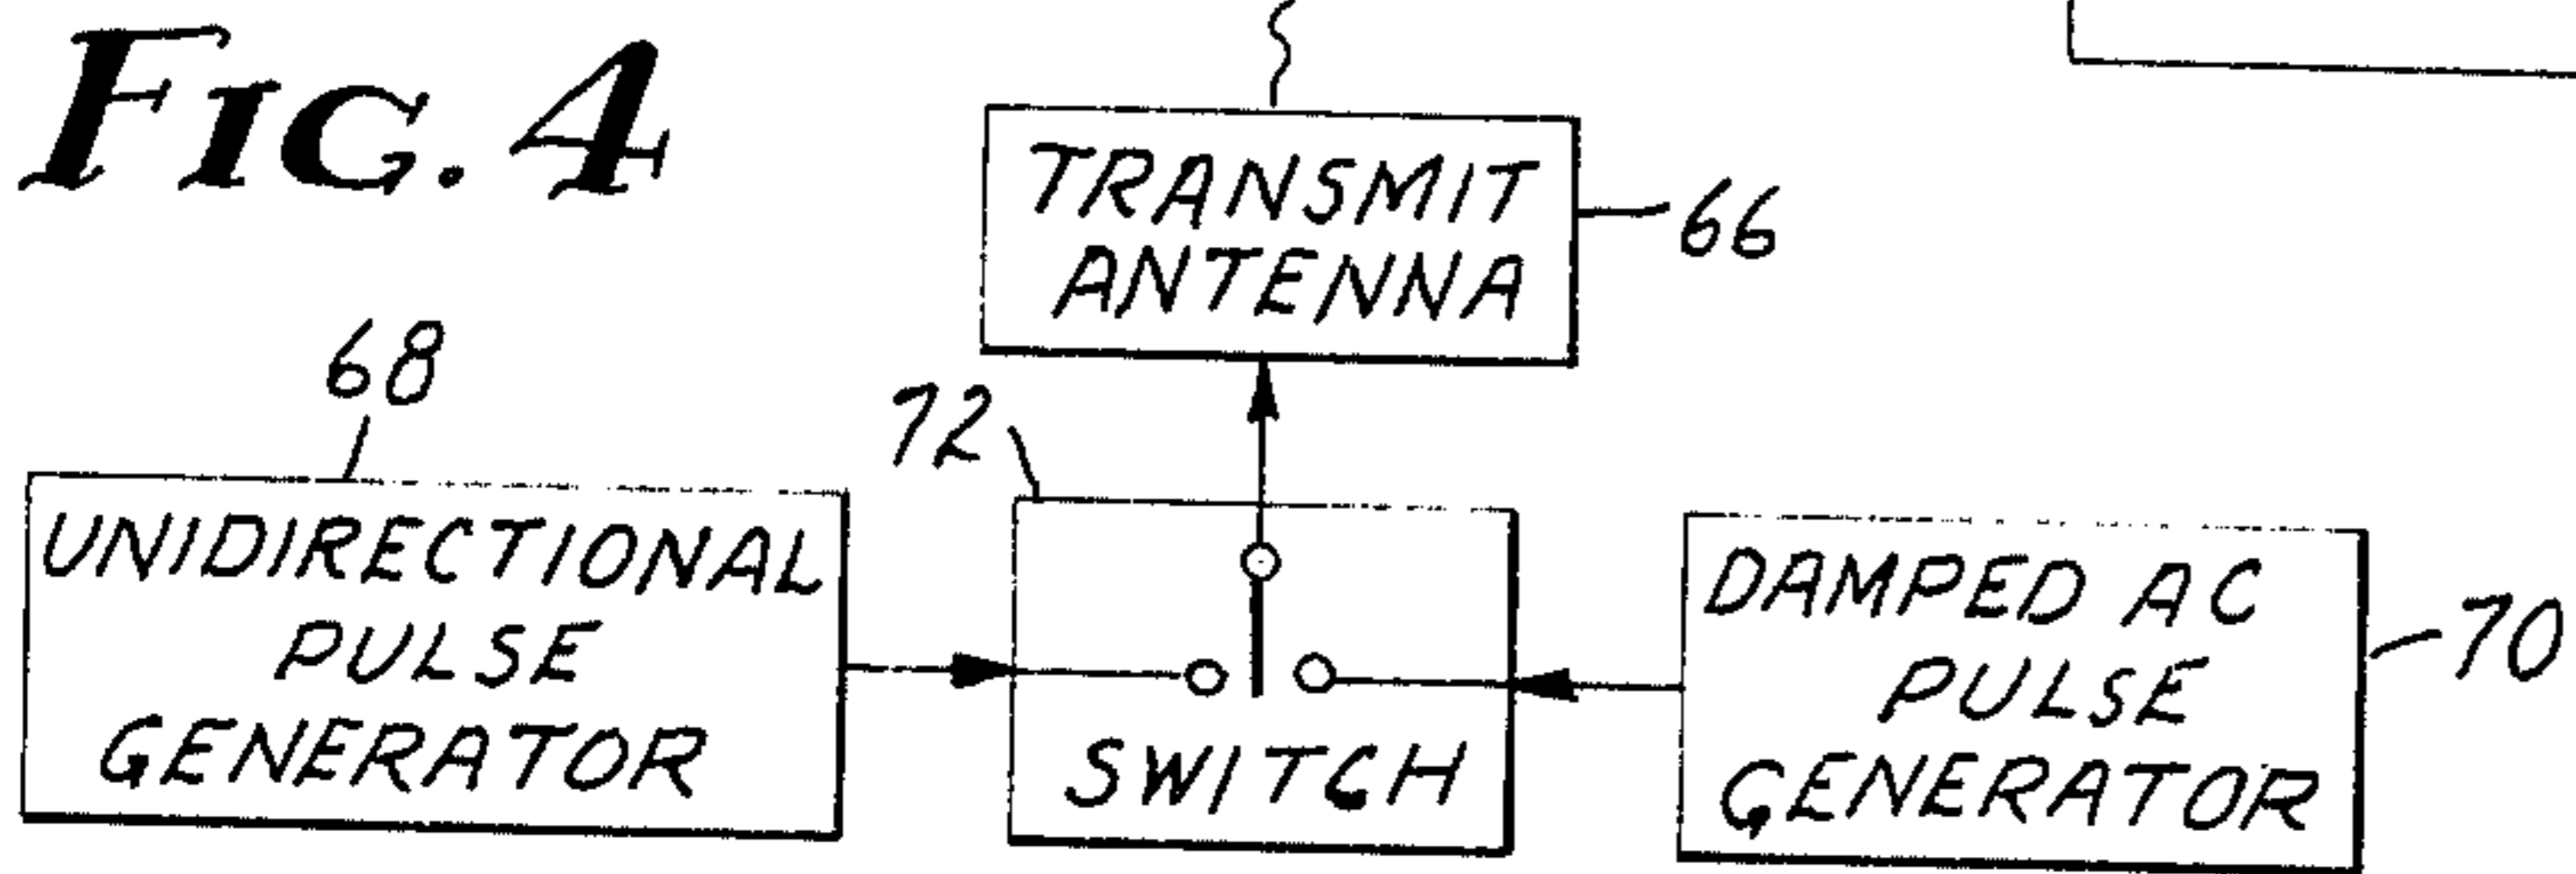 FIG. 4
TRANSMIT
ANTENNA
66
68
72
UNIDIRECTIONAL
PULSE
GENERATOR
SWITCH
DAMPED AC
PULSE
GENERATOR
70